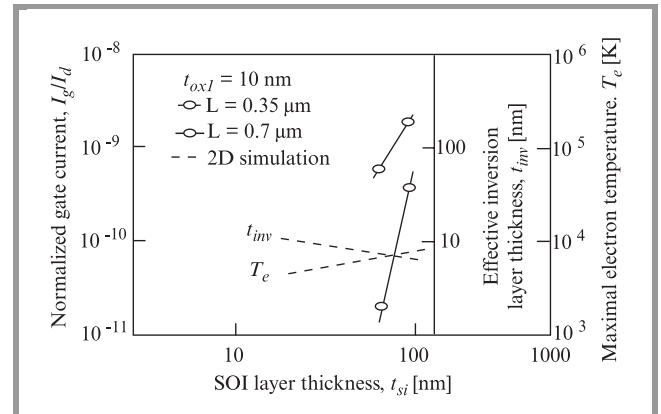 10^-8
10^-9
10^-10
10^-11
Normalized gate current, I_g/I_d
t_ox1 = 10 nm
L = 0.35 µm
L = 0.7 µm
2D simulation
t_inv
T_e
100
10
Effective inversion
layer thickness, t_inv [nm]
10^6
10^5
10^4
10^3
Maximal electron temperature. T_e [K]
10
100
1000
SOI layer thickness, t_si [nm]